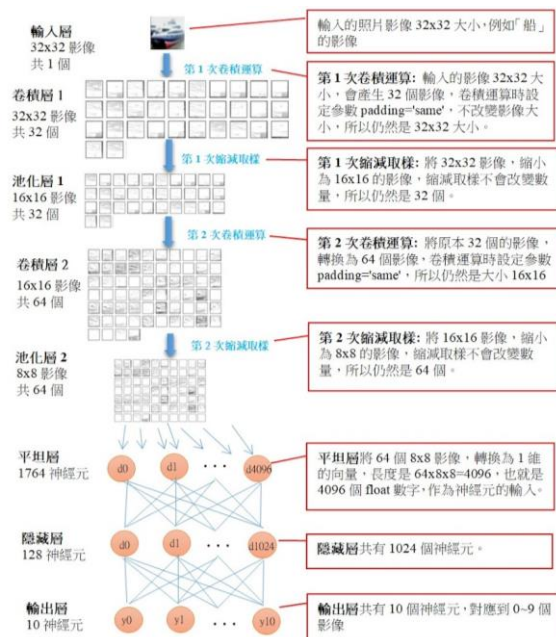 輸入層
32x32 影像
共 1 個
輸入的照片影像 32x32 大小,例如「船」
的影像
第 1 次卷積運算
卷積層 1
32x32 影像
共 32 個
第 1 次卷積運算: 輸入的影像 32x32 大
小, 會產生 32 個影像, 卷積運算時設
定參數 padding='same', 不改變影像大
小, 所以仍然是 32x32 大小。
第 1 次縮減取樣
池化層 1
16x16 影像
共 32 個
第 1 次縮減取樣: 將 32x32 影像, 縮小
為 16x16 的影像, 縮減取樣不會改變數
量, 所以仍然是 32 個。
第 2 次卷積運算
卷積層 2
16x16 影像
共 64 個
第 2 次卷積運算: 將原本 32 個的影像,
轉換為 64 個影像, 卷積運算時設定參數
padding='same', 所以仍然是大小 16x16
第 2 次縮減取樣
池化層 2
8x8 影像
共 64 個
第 2 次縮減取樣: 將 16x16 影像, 縮小
為 8x8 的影像, 縮減取樣不會改變數
量, 所以仍然是 64 個。
平坦層
1764 神經元
d0 d1 · · · d4096
平坦層將 64 個 8x8 影像, 轉換為 1 維
的向量, 長度是 64x8x8=4096, 也就是
4096 個 float 數字, 作為神經元的輸入。
隱藏層
128 神經元
d0 d1 · · · d1024
隱藏層共有 1024 個神經元。
輸出層
10 神經元
y0 y1 · · · y10
輸出層共有 10 個神經元, 對應到 0~9 個
影像